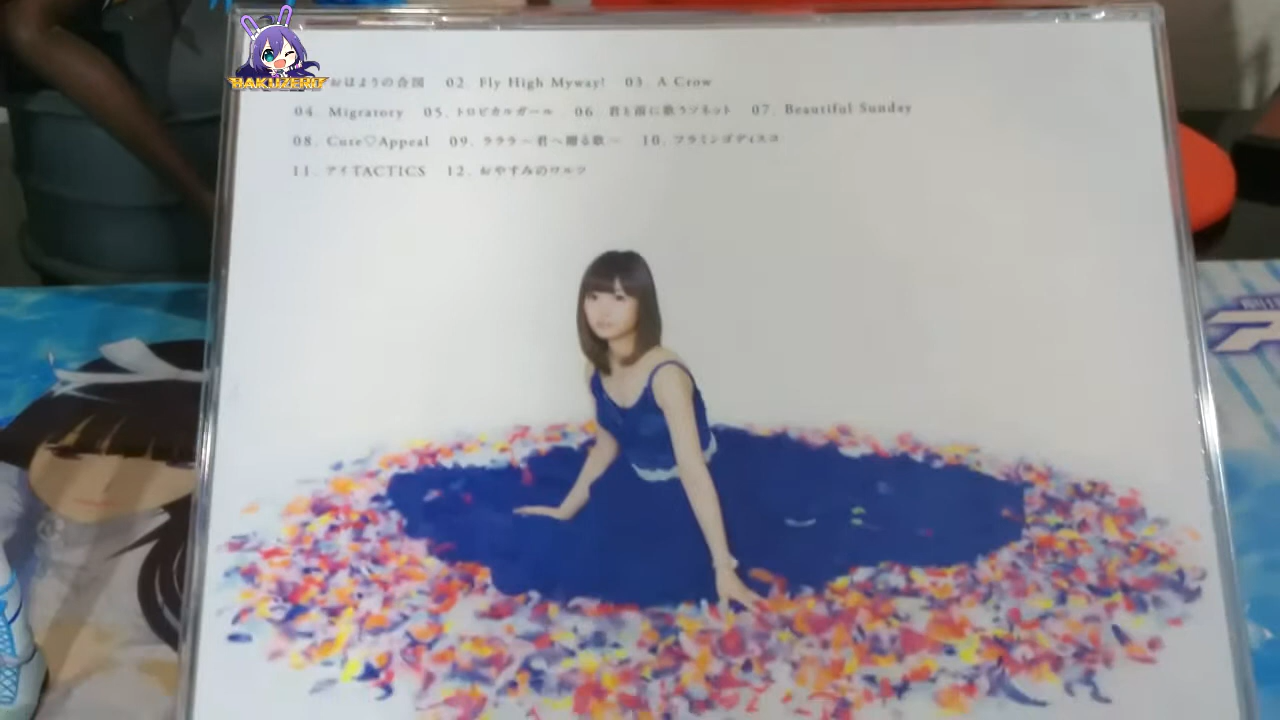 HAKUZERO
おはようの合図 02. Fly High Myway! 03. A Crow
04. Migratory 05. トロピカルガール 06 君と雨に歌うソネット 07. Beautiful Sunday
08. Cute♡Appeal 09. ラララ〜君へ贈る歌〜 10. フラミンゴディスコ
11. アイTACTICS 12. おやすみのワルツ